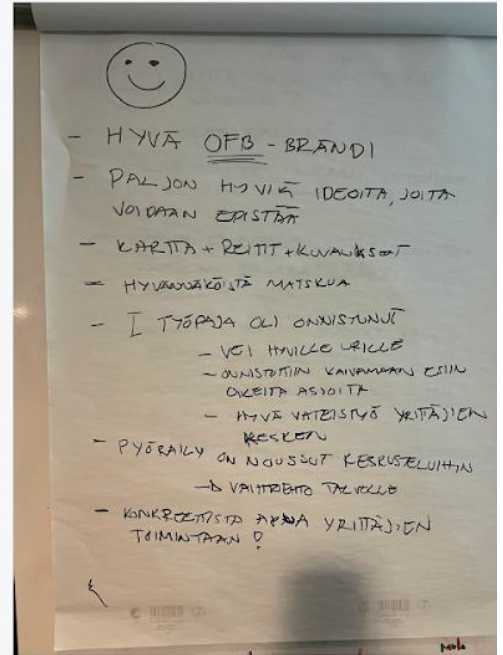 - HYVÄ OFB - BRÄNDI
- PALJON HYVIÄ IDEOITA, JOITA
VOIDAAN EDISTÄÄ
- KARTTA + REITIT + KUVAUKSET
- HYVÄNNÄKÖISTÄ MATSKUA
- I TYÖPAJA OLI ONNISTUNUT
- VEI HYVILLE URILLE
- ONNISTUTTIIN KAIVAMAAN ESIIN
OIKEITA ASIOITA
- HYVÄ YHTEISTYÖ YRITTÄJIEN
KESKEN
- PYÖRÄILY ON NOUSSUT KESKUSTELUIHIN
→ VAIHTOEHTO TALVELLE
- KONKREETTISTA APUA YRITTÄJIEN
TOIMINTAAN!